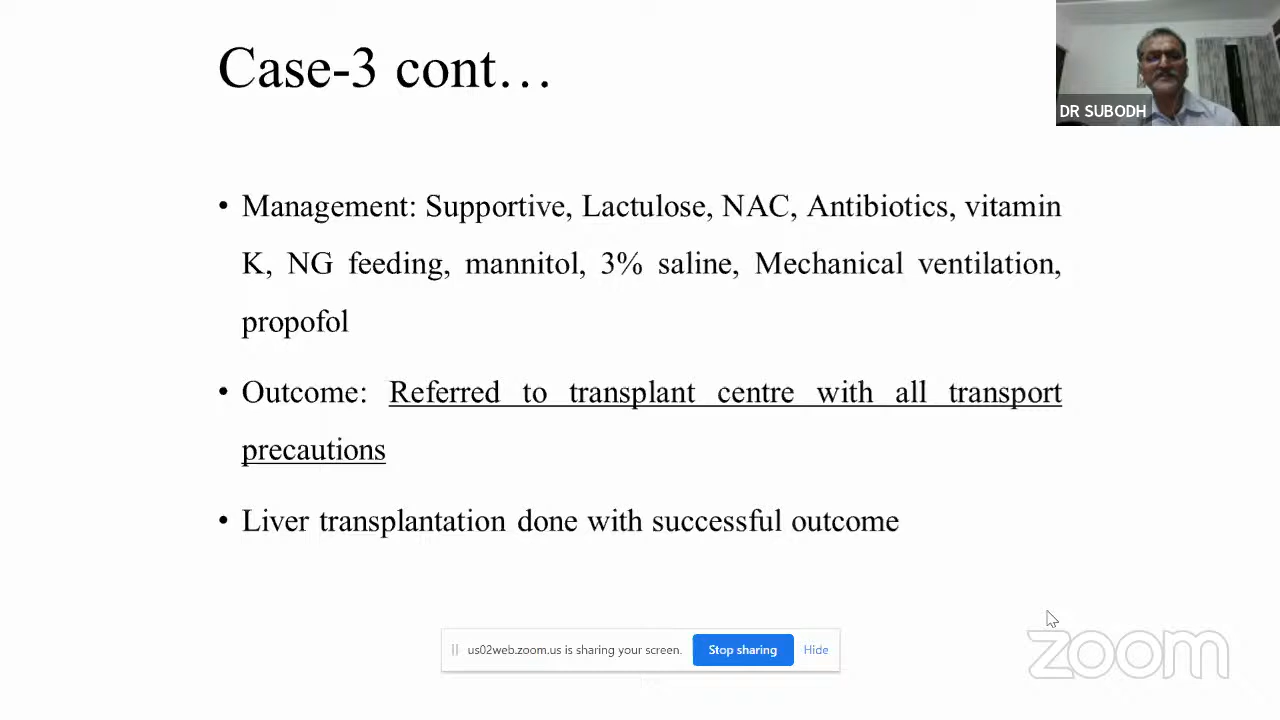 Case-3 cont…
DR SUBODH
• Management: Supportive, Lactulose, NAC, Antibiotics, vitamin
K, NG feeding, mannitol, 3% saline, Mechanical ventilation,
propofol
• Outcome: Referred to transplant centre with all transport
precautions
• Liver transplantation done with successful outcome
us02web.zoom.us is sharing your screen. Stop sharing Hide
zoom